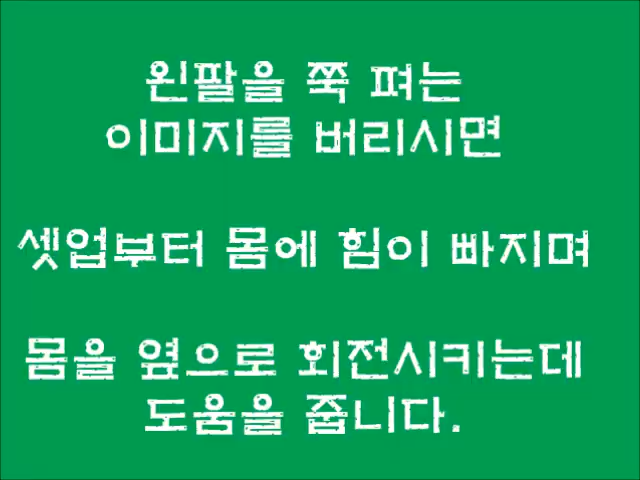 왼팔을 쭉 펴는
이미지를 버리시면
셋업부터 몸에 힘이 빠지며
몸을 옆으로 회전시키는데
도움을 줍니다.